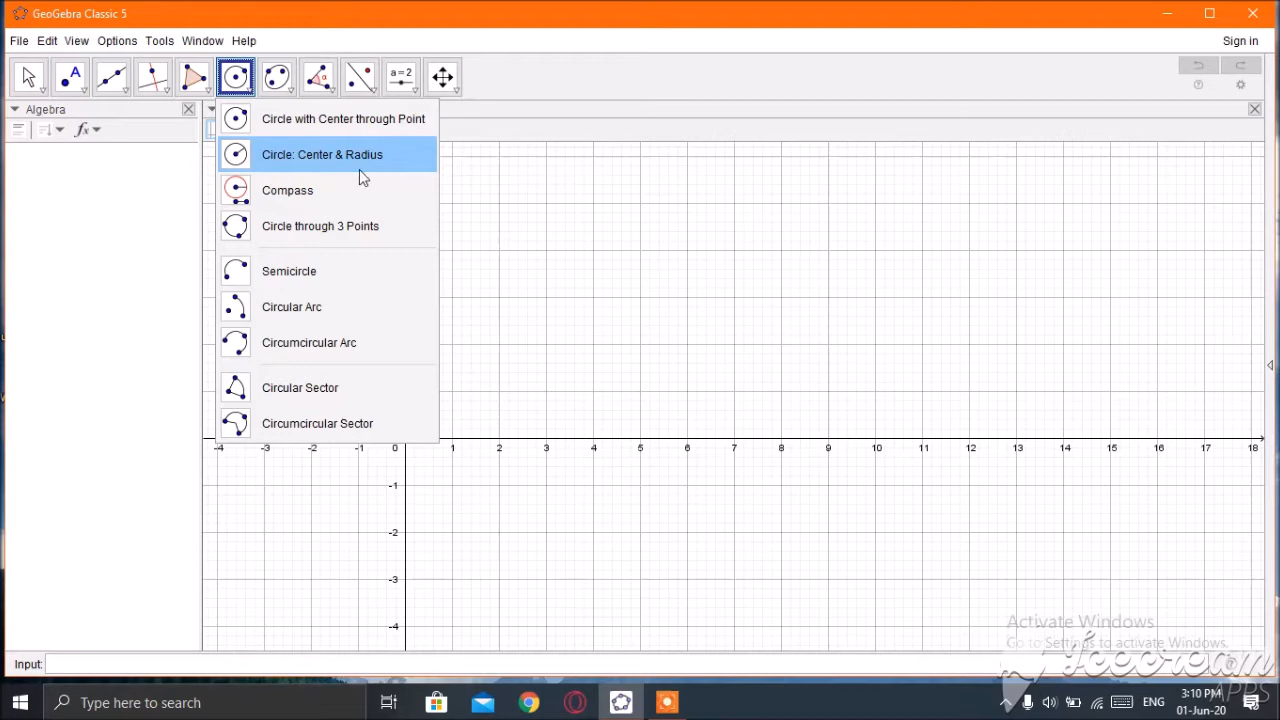 GeoGebra Classic 5
File Edit View Options Tools Window Help
Sign in
A
α
a=2
Algebra
fx
Circle with Center through Point
Circle: Center & Radius
Compass
Circle through 3 Points
Semicircle
Circular Arc
Circumcircular Arc
Circular Sector
Circumcircular Sector
-4 -3 -2 -1 0 1 2 3 4 5 6 7 8 9 10 11 12 13 14 15 16 17 18
-1
-2
-3
-4
Activate Windows
Go to Settings to activate Windows.
Input:
Icecream
APPS
Type here to search
ENG
3:10 PM
01-Jun-20